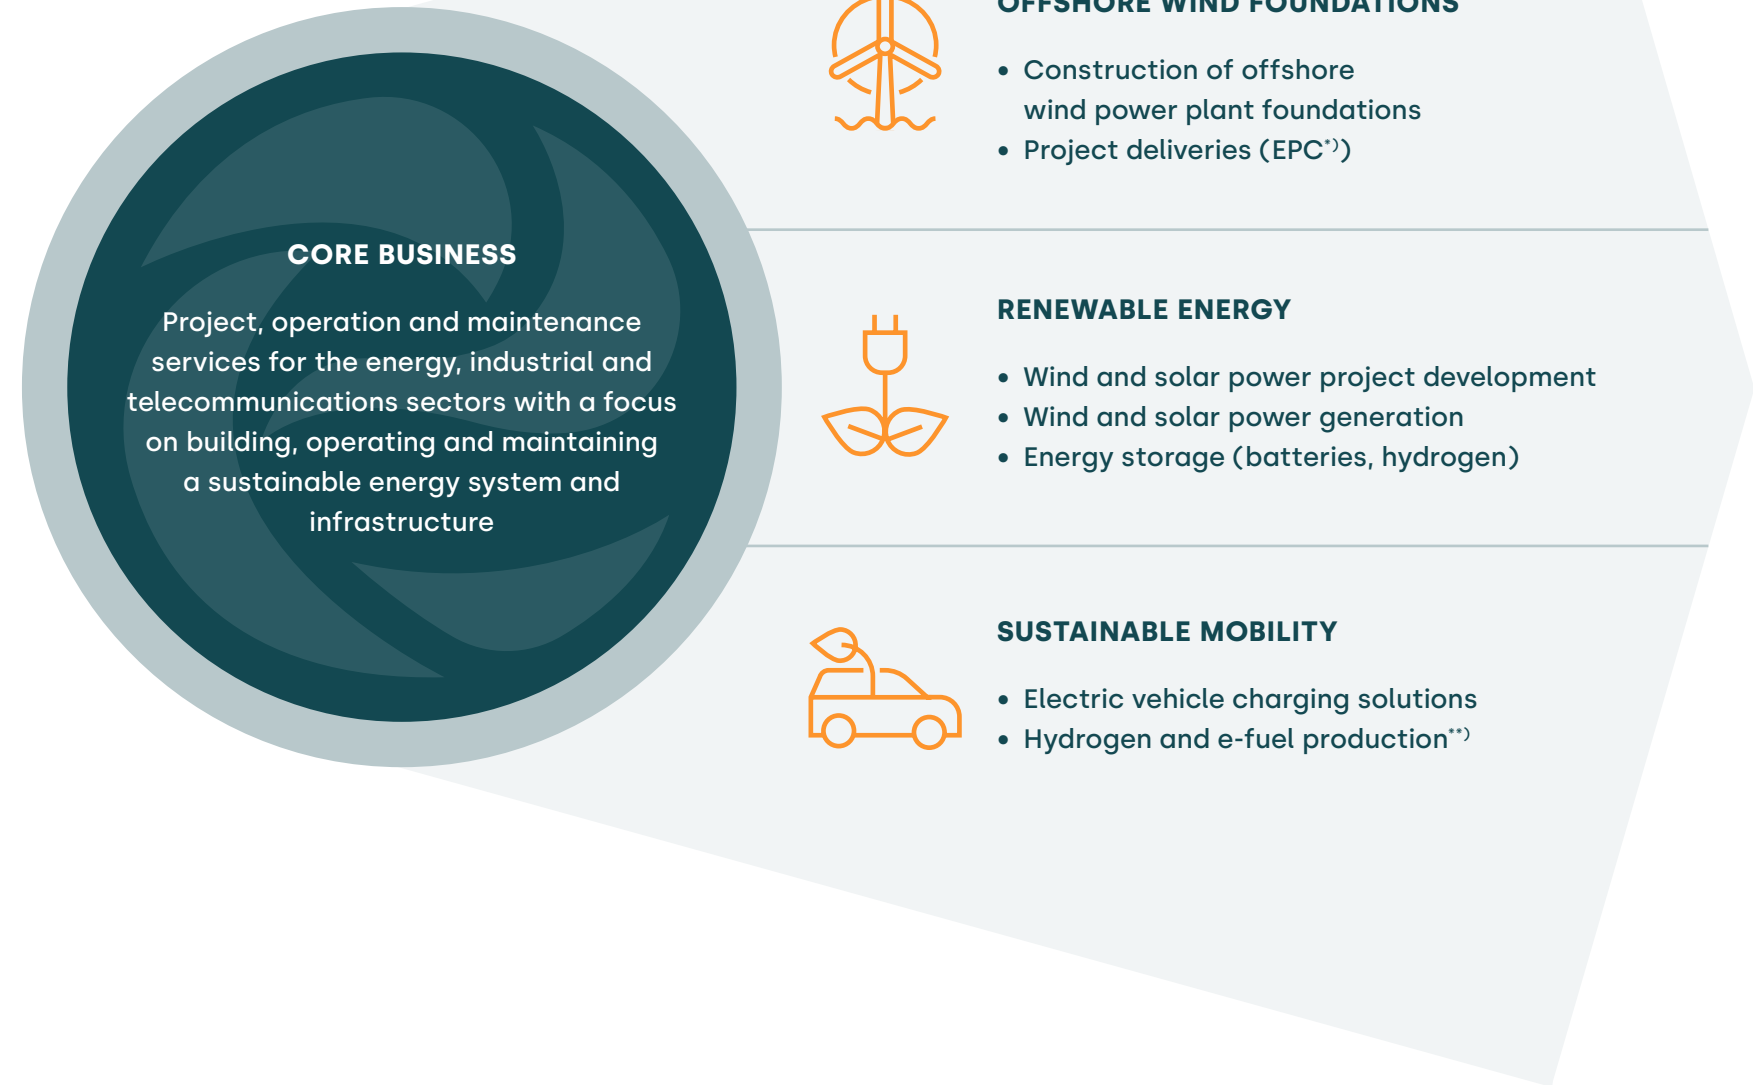 CORE BUSINESS
Project, operation and maintenance
services for the energy, industrial and
telecommunications sectors with a focus
on building, operating and maintaining
a sustainable energy system and
infrastructure
OFFSHORE WIND FOUNDATIONS
• Construction of offshore
wind power plant foundations
• Project deliveries (EPC*))
RENEWABLE ENERGY
• Wind and solar power project development
• Wind and solar power generation
• Energy storage (batteries, hydrogen)
SUSTAINABLE MOBILITY
• Electric vehicle charging solutions
• Hydrogen and e-fuel production**)